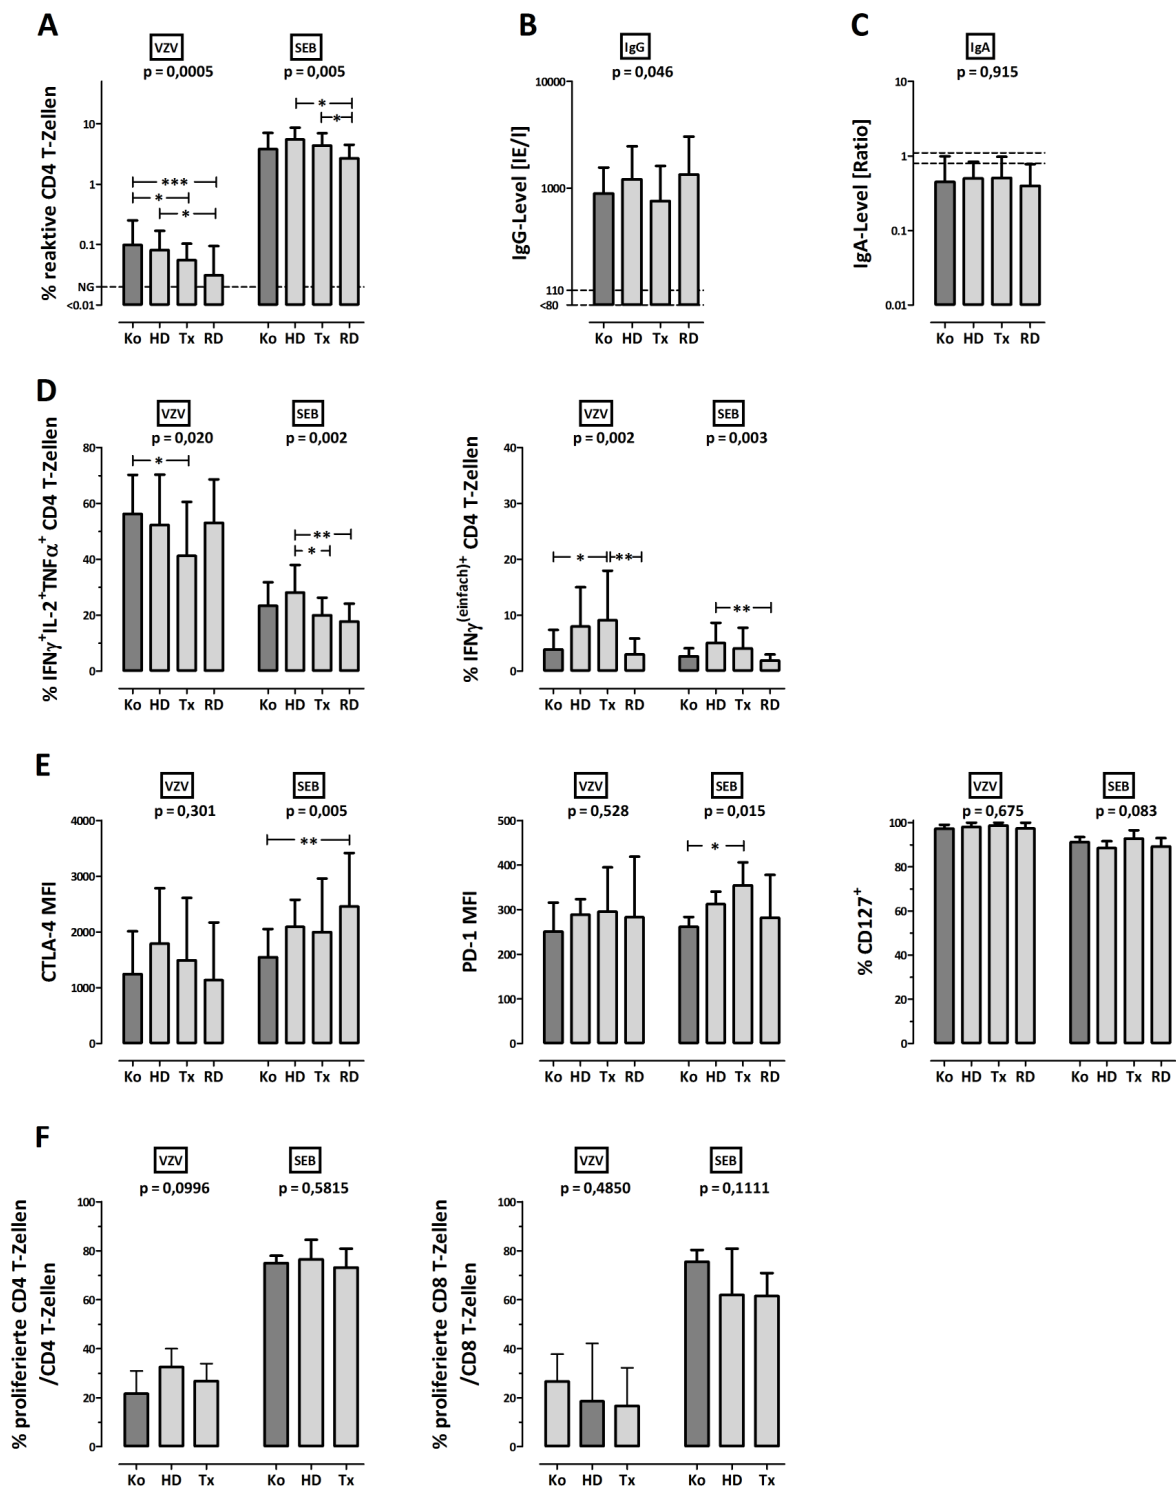 A
VZV
p = 0,0005
SEB
p = 0,005
% reaktive CD4 T-Zellen
10
1
0.1
NG
<0.01
***
*
*
*
*
Ko HD Tx RD
Ko HD Tx RD
B
IgG
p = 0,046
IgG-Level [IE/l]
10000
1000
110
<80
Ko HD Tx RD
C
IgA
p = 0,915
IgA-Level [Ratio]
10
1
0.1
0.01
Ko HD Tx RD
D
VZV
p = 0,020
SEB
p = 0,002
% IFNγ⁺IL-2⁺TNFα⁺ CD4 T-Zellen
80
60
40
20
0
*
**
*
Ko HD Tx RD
Ko HD Tx RD
VZV
p = 0,002
SEB
p = 0,003
% IFNγ(einfach)+ CD4 T-Zellen
40
30
20
10
0
* **
**
Ko HD Tx RD
Ko HD Tx RD
E
VZV
p = 0,301
SEB
p = 0,005
CTLA-4 MFI
4000
3000
2000
1000
0
**
Ko HD Tx RD
Ko HD Tx RD
VZV
p = 0,528
SEB
p = 0,015
PD-1 MFI
500
400
300
200
100
0
*
Ko HD Tx RD
Ko HD Tx RD
VZV
p = 0,675
SEB
p = 0,083
% CD127⁺
100
80
60
40
20
0
Ko HD Tx RD
Ko HD Tx RD
F
VZV
p = 0,0996
SEB
p = 0,5815
% proliferierte CD4 T-Zellen
/CD4 T-Zellen
100
80
60
40
20
0
Ko HD Tx
Ko HD Tx
VZV
p = 0,4850
SEB
p = 0,1111
% proliferierte CD8 T-Zellen
/CD8 T-Zellen
100
80
60
40
20
0
Ko HD Tx
Ko HD Tx